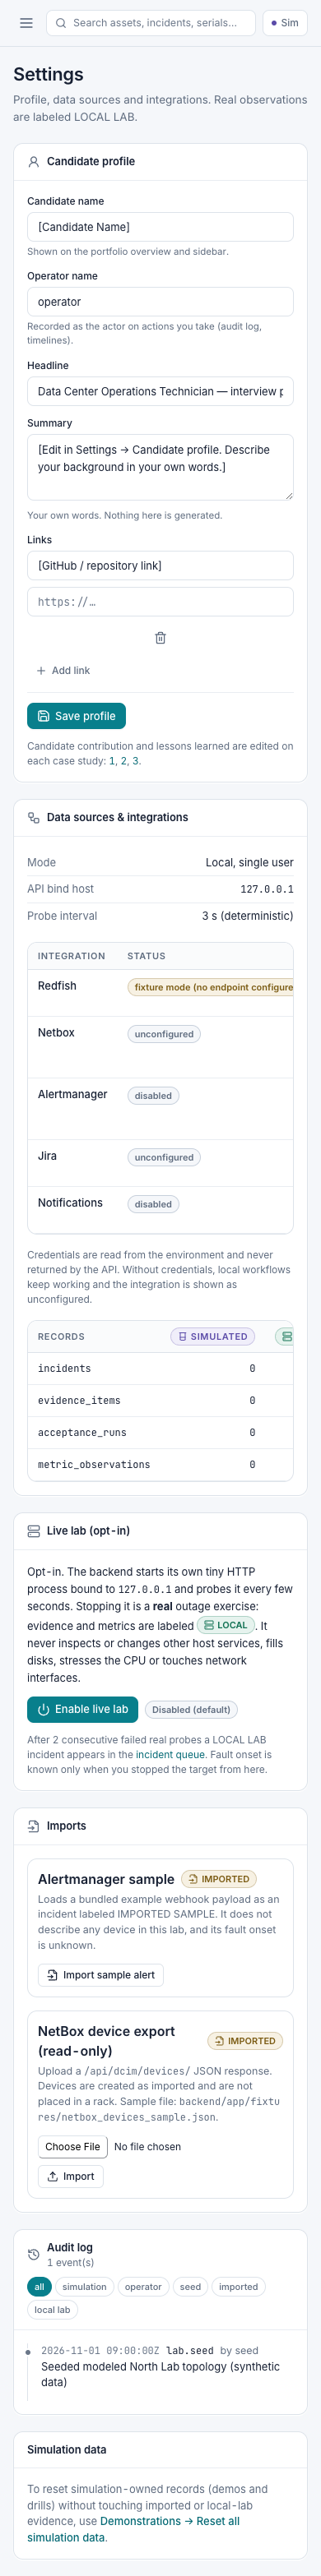 Search assets, incidents, serials...
Sim
Settings
Profile, data sources and integrations. Real observations
are labeled LOCAL LAB.
Candidate profile
Candidate name
[Candidate Name]
Shown on the portfolio overview and sidebar.
Operator name
operator
Recorded as the actor on actions you take (audit log,
timelines).
Headline
Data Center Operations Technician — interview p
Summary
[Edit in Settings → Candidate profile. Describe
your background in your own words.]
Your own words. Nothing here is generated.
Links
[GitHub / repository link]
https://…
Add link
Save profile
Candidate contribution and lessons learned are edited on
each case study: 1, 2, 3.
Data sources & integrations
Mode Local, single user
API bind host 127.0.0.1
Probe interval 3 s (deterministic)
INTEGRATION STATUS
Redfish fixture mode (no endpoint configure
Netbox unconfigured
Alertmanager disabled
Jira unconfigured
Notifications disabled
Credentials are read from the environment and never
returned by the API. Without credentials, local workflows
keep working and the integration is shown as
unconfigured.
RECORDS SIMULATED
incidents 0
evidence_items 0
acceptance_runs 0
metric_observations 0
Live lab (opt-in)
Opt-in. The backend starts its own tiny HTTP
process bound to 127.0.0.1 and probes it every few
seconds. Stopping it is a real outage exercise:
evidence and metrics are labeled LOCAL. It
never inspects or changes other host services, fills
disks, stresses the CPU or touches network
interfaces.
Enable live lab Disabled (default)
After 2 consecutive failed real probes a LOCAL LAB
incident appears in the incident queue. Fault onset is
known only when you stopped the target from here.
Imports
Alertmanager sample IMPORTED
Loads a bundled example webhook payload as an
incident labeled IMPORTED SAMPLE. It does not
describe any device in this lab, and its fault onset
is unknown.
Import sample alert
NetBox device export
(read-only) IMPORTED
Upload a /api/dcim/devices/ JSON response.
Devices are created as imported and are not
placed in a rack. Sample file: backend/app/fixtu
res/netbox_devices_sample.json.
Choose File No file chosen
Import
Audit log
1 event(s)
all simulation operator seed imported
local lab
2026-11-01 09:00:00Z lab.seed by seed
Seeded modeled North Lab topology (synthetic
data)
Simulation data
To reset simulation-owned records (demos and
drills) without touching imported or local-lab
evidence, use Demonstrations → Reset all
simulation data.